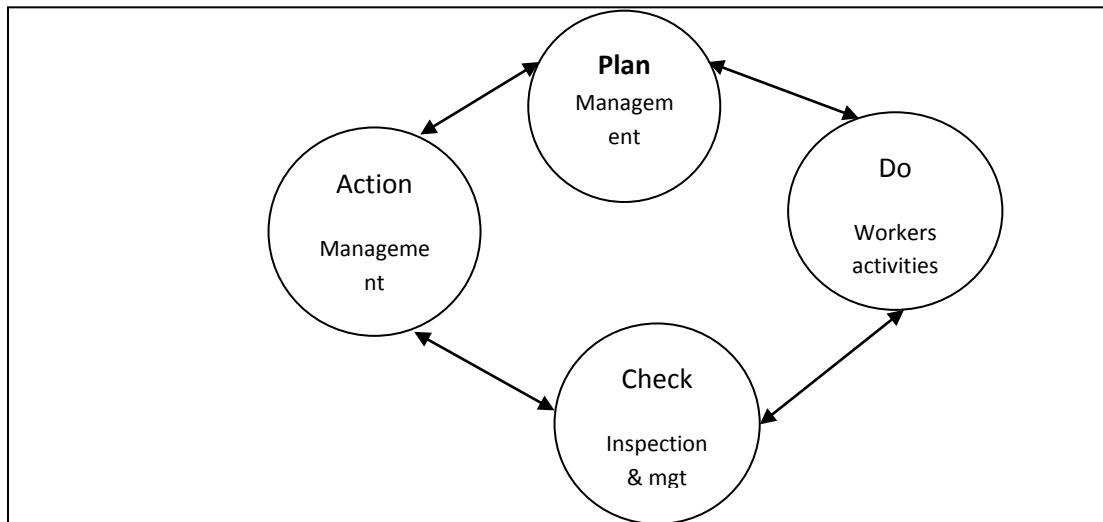 Plan
Managem
ent
Do
Workers
activities
Check
Inspection
& mgt
Action
Manageme
nt